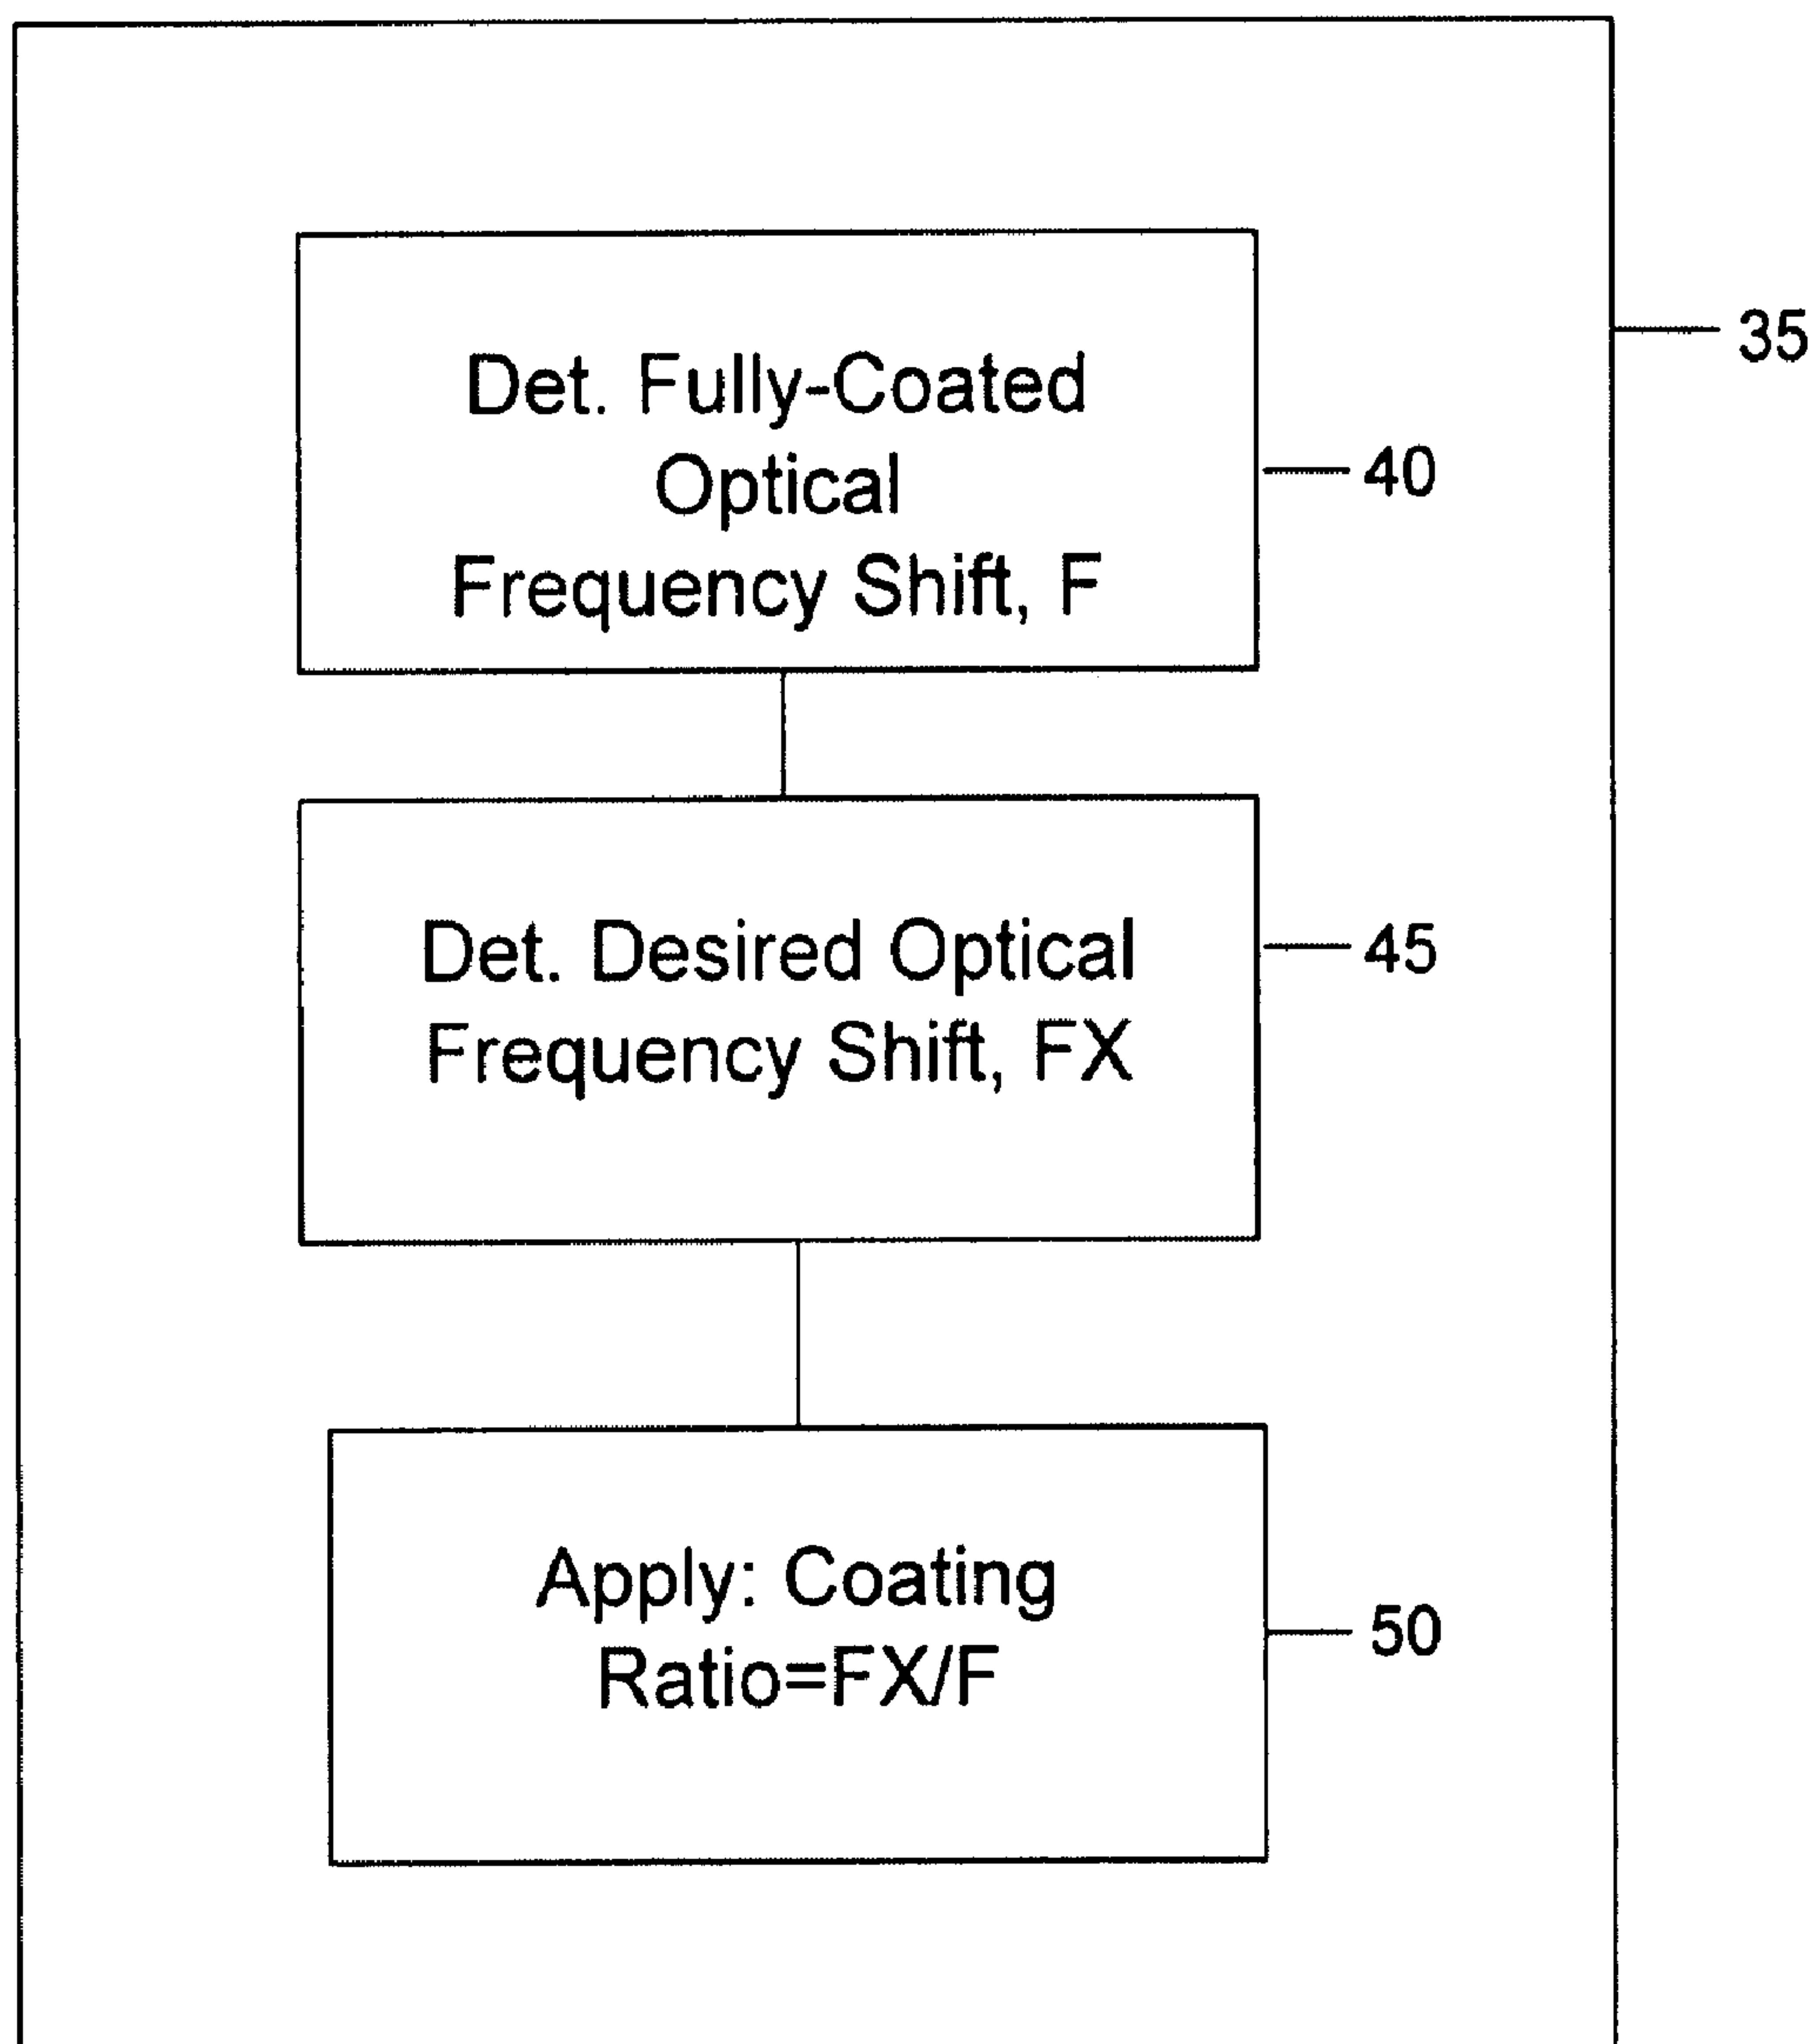 35
Det. Fully-Coated
Optical
Frequency Shift, F
40
Det. Desired Optical
Frequency Shift, FX
45
Apply: Coating
Ratio=FX/F
50